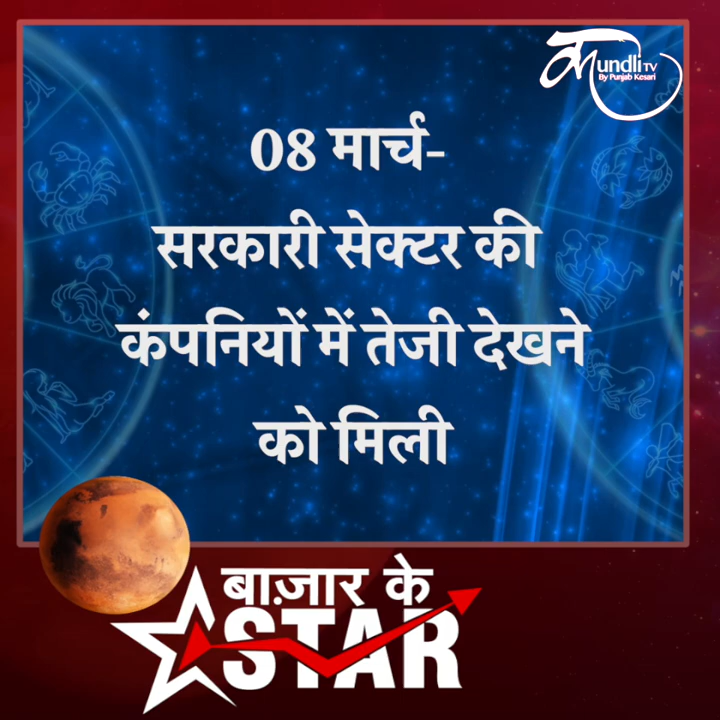 Kundli TV
By Punjab Kesari
08 मार्च-
सरकारी सेक्टर की
कंपनियों में तेजी देखने
को मिली
बाज़ार के
STAR